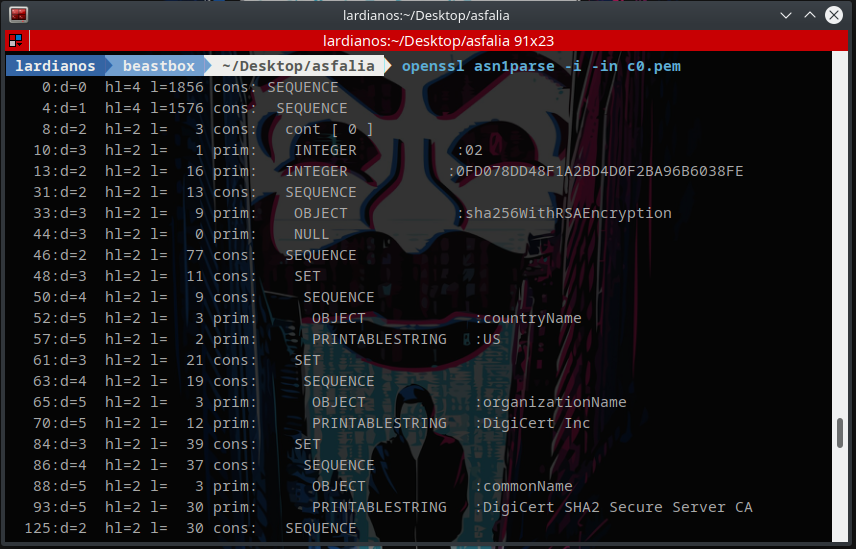 lardianos:~/Desktop/asfalia
lardianos:~/Desktop/asfalia 91x23
lardianos beastbox ~/Desktop/asfalia openssl asn1parse -i -in c0.pem
0:d=0 hl=4 l=1856 cons: SEQUENCE
4:d=1 hl=4 l=1576 cons: SEQUENCE
8:d=2 hl=2 l= 3 cons: cont [ 0 ]
10:d=3 hl=2 l= 1 prim: INTEGER :02
13:d=2 hl=2 l= 16 prim: INTEGER :0FD078DD48F1A2BD4D0F2BA96B6038FE
31:d=2 hl=2 l= 13 cons: SEQUENCE
33:d=3 hl=2 l= 9 prim: OBJECT :sha256WithRSAEncryption
44:d=3 hl=2 l= 0 prim: NULL
46:d=2 hl=2 l= 77 cons: SEQUENCE
48:d=3 hl=2 l= 11 cons: SET
50:d=4 hl=2 l= 9 cons: SEQUENCE
52:d=5 hl=2 l= 3 prim: OBJECT :countryName
57:d=5 hl=2 l= 2 prim: PRINTABLESTRING :US
61:d=3 hl=2 l= 21 cons: SET
63:d=4 hl=2 l= 19 cons: SEQUENCE
65:d=5 hl=2 l= 3 prim: OBJECT :organizationName
70:d=5 hl=2 l= 12 prim: PRINTABLESTRING :DigiCert Inc
84:d=3 hl=2 l= 39 cons: SET
86:d=4 hl=2 l= 37 cons: SEQUENCE
88:d=5 hl=2 l= 3 prim: OBJECT :commonName
93:d=5 hl=2 l= 30 prim: PRINTABLESTRING :DigiCert SHA2 Secure Server CA
125:d=2 hl=2 l= 30 cons: SEQUENCE